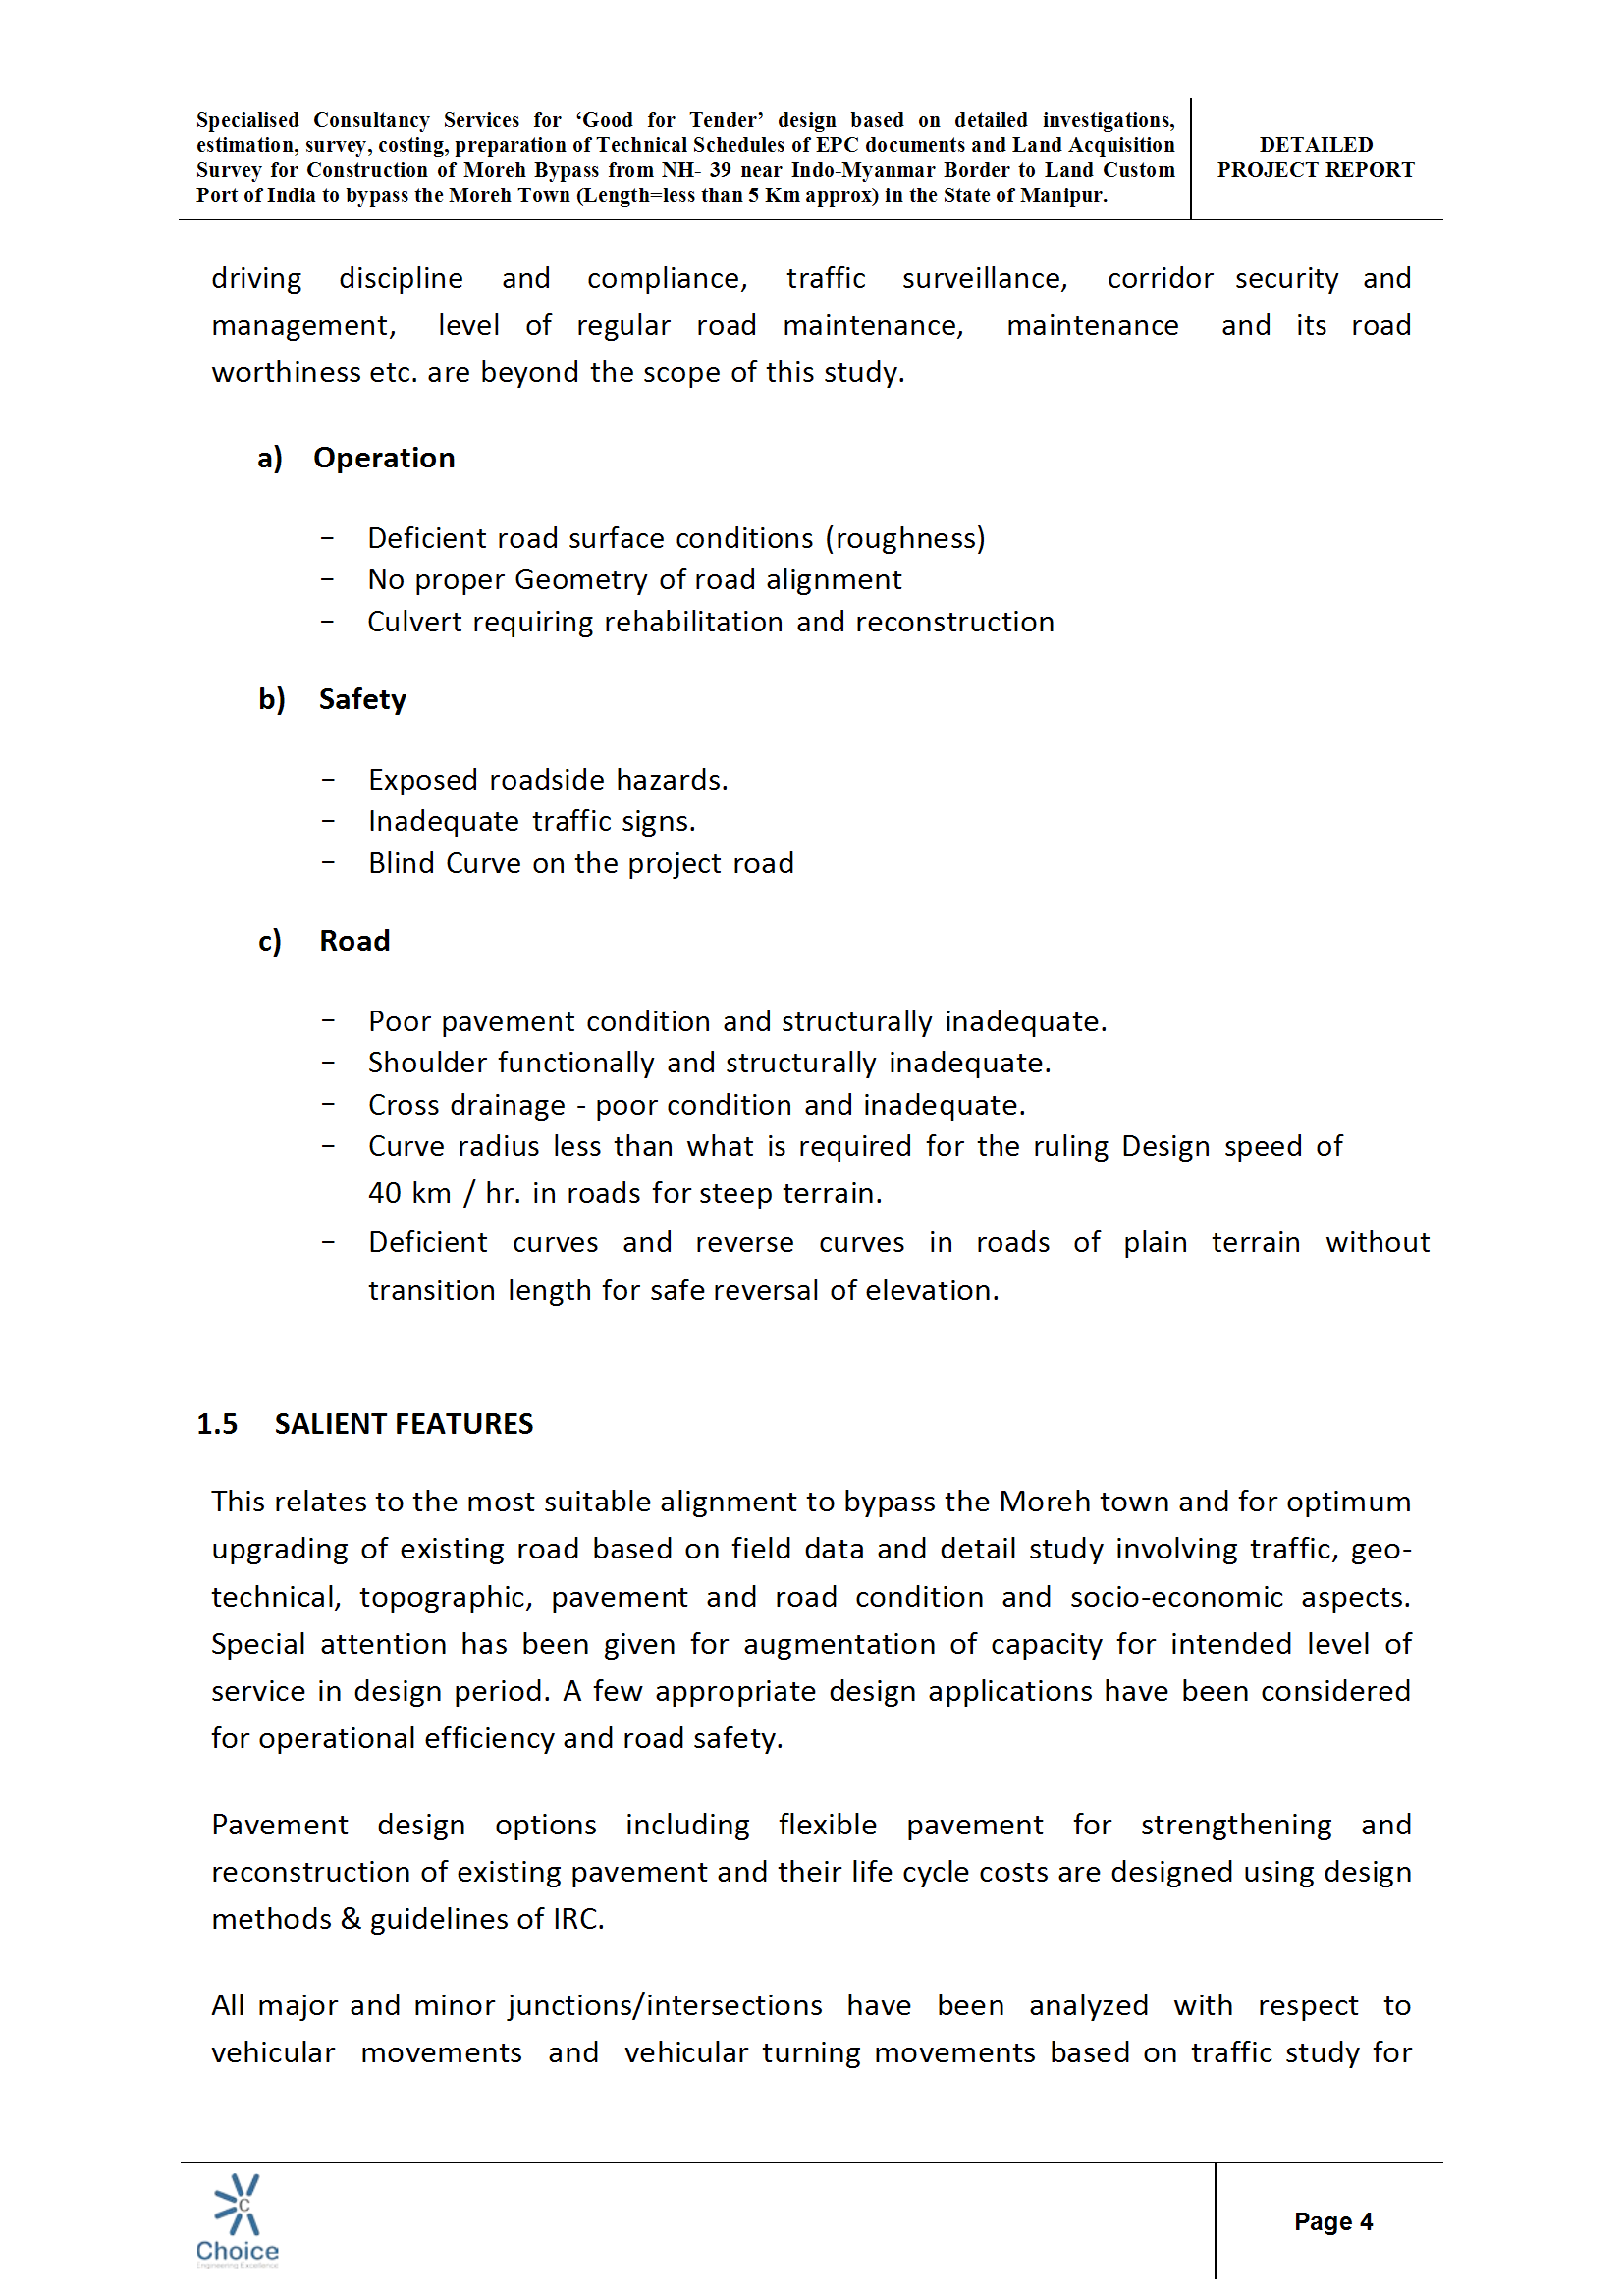 Specialised Consultancy Services for ‘Good for Tender’ design based on detailed investigations,
estimation, survey, costing, preparation of Technical Schedules of EPC documents and Land Acquisition
Survey for Construction of Moreh Bypass from NH- 39 near Indo-Myanmar Border to Land Custom
Port of India to bypass the Moreh Town (Length=less than 5 Km approx) in the State of Manipur.
DETAILED
PROJECT REPORT
driving discipline and compliance, traffic surveillance, corridor security and
management, level of regular road maintenance, maintenance and its road
worthiness etc. are beyond the scope of this study.
a) Operation
- Deficient road surface conditions (roughness)
- No proper Geometry of road alignment
- Culvert requiring rehabilitation and reconstruction
b) Safety
- Exposed roadside hazards.
- Inadequate traffic signs.
- Blind Curve on the project road
c) Road
- Poor pavement condition and structurally inadequate.
- Shoulder functionally and structurally inadequate.
- Cross drainage - poor condition and inadequate.
- Curve radius less than what is required for the ruling Design speed of
40 km / hr. in roads for steep terrain.
- Deficient curves and reverse curves in roads of plain terrain without
transition length for safe reversal of elevation.
1.5 SALIENT FEATURES
This relates to the most suitable alignment to bypass the Moreh town and for optimum
upgrading of existing road based on field data and detail study involving traffic, geo-
technical, topographic, pavement and road condition and socio-economic aspects.
Special attention has been given for augmentation of capacity for intended level of
service in design period. A few appropriate design applications have been considered
for operational efficiency and road safety.
Pavement design options including flexible pavement for strengthening and
reconstruction of existing pavement and their life cycle costs are designed using design
methods & guidelines of IRC.
All major and minor junctions/intersections have been analyzed with respect to
vehicular movements and vehicular turning movements based on traffic study for
C
Choice
Engineering Excellence
Page 4